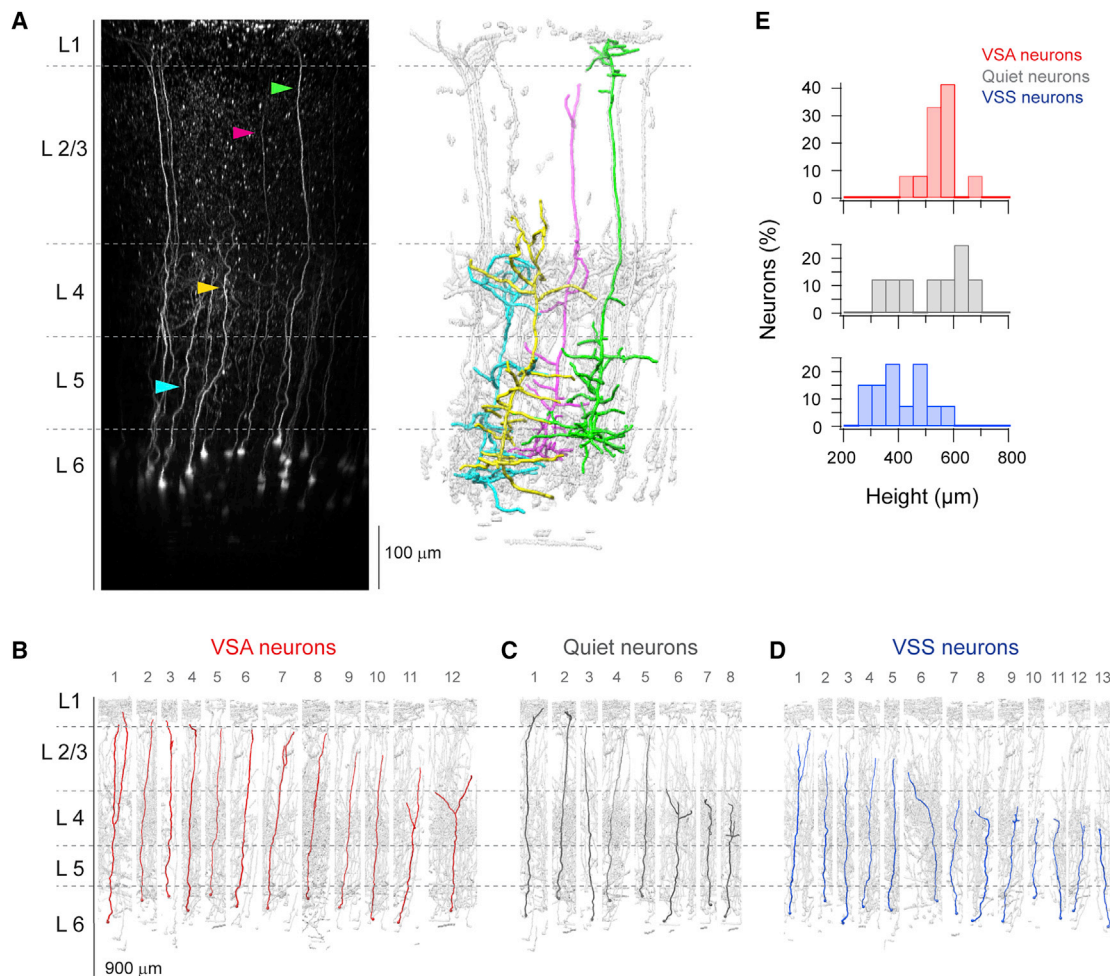 A
L1
L 2/3
L 4
L 5
L 6
100 μm
E
VSA neurons
Quiet neurons
VSS neurons
40
30
20
10
0
20
10
0
20
10
0
Neurons (%)
200 400 600 800
Height (μm)
B
VSA neurons
1 2 3 4 5 6 7 8 9 10 11 12
C
Quiet neurons
1 2 3 4 5 6 7 8
D
VSS neurons
1 2 3 4 5 6 7 8 9 10 11 12 13
L1
L 2/3
L 4
L 5
L 6
900 μm